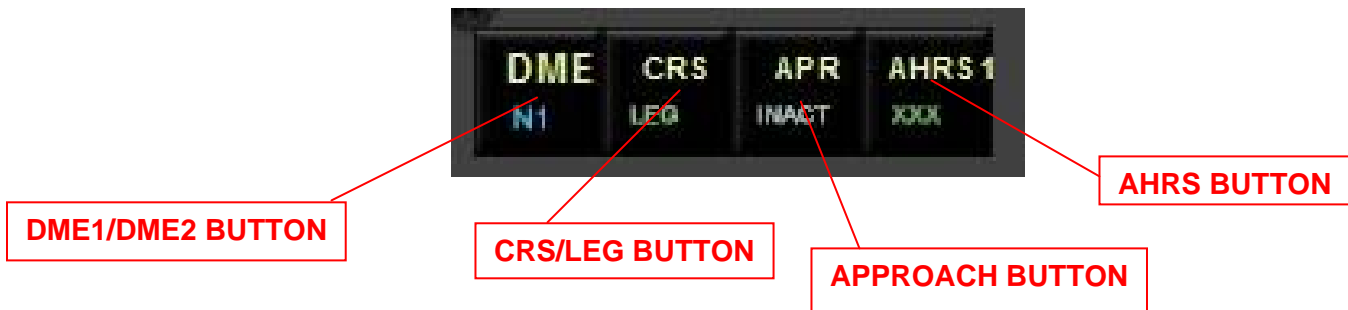 DME CRS APR AHRS 1
N1 LEG INACT XXX
AHRS BUTTON
DME1/DME2 BUTTON
CRS/LEG BUTTON
APPROACH BUTTON